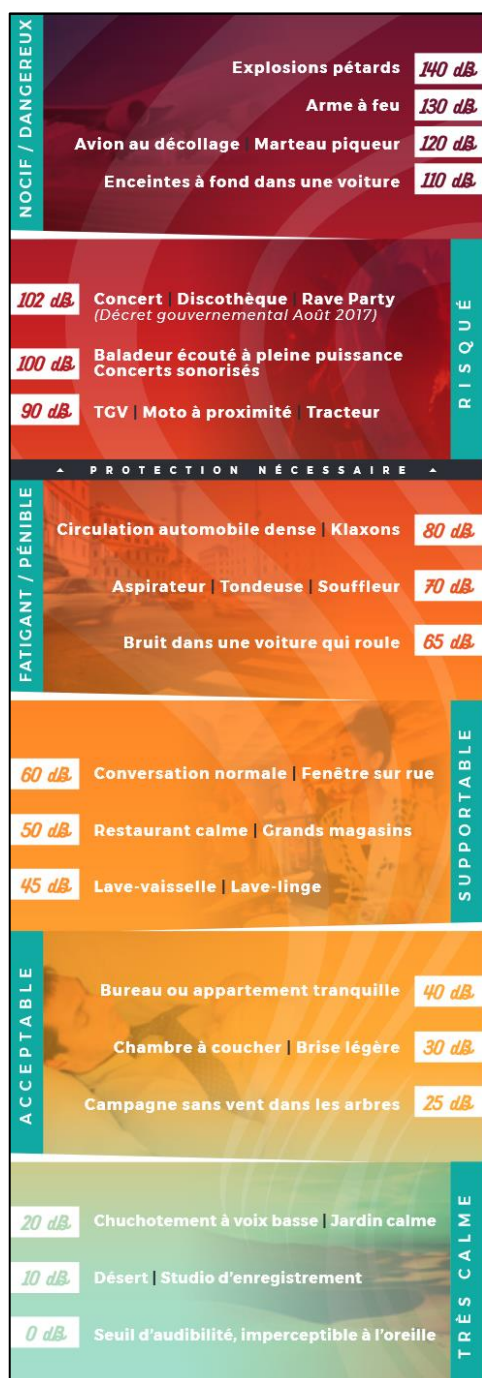 NOCIF / DANGEREUX
Explosions pétards 140 dB
Arme à feu 130 dB
Avion au décollage | Marteau piqueur 120 dB
Enceintes à fond dans une voiture 110 dB
RISQUÉ
102 dB Concert | Discothèque | Rave Party
(Décret gouvernemental Août 2017)
100 dB Baladeur écouté à pleine puissance
Concerts sonorisés
90 dB TGV | Moto à proximité | Tracteur
PROTECTION NÉCESSAIRE
FATIGANT / PÉNIBLE
Circulation automobile dense | Klaxons 80 dB
Aspirateur | Tondeuse | Souffleur 70 dB
Bruit dans une voiture qui roule 65 dB
SUPPORTABLE
60 dB Conversation normale | Fenêtre sur rue
50 dB Restaurant calme | Grands magasins
45 dB Lave-vaisselle | Lave-linge
ACCEPTABLE
Bureau ou appartement tranquille 40 dB
Chambre à coucher | Brise légère 30 dB
Campagne sans vent dans les arbres 25 dB
TRÈS CALME
20 dB Chuchotement à voix basse | Jardin calme
10 dB Désert | Studio d'enregistrement
0 dB Seuil d'audibilité, imperceptible à l'oreille